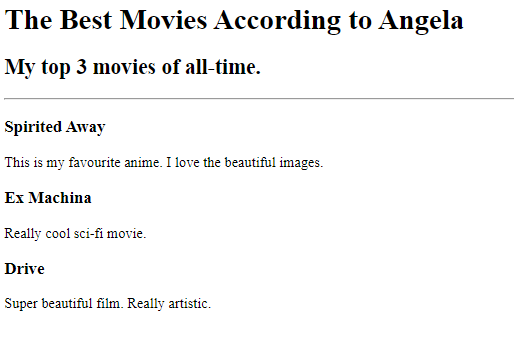 The Best Movies According to Angela
My top 3 movies of all-time.
Spirited Away
This is my favourite anime. I love the beautiful images.
Ex Machina
Really cool sci-fi movie.
Drive
Super beautiful film. Really artistic.